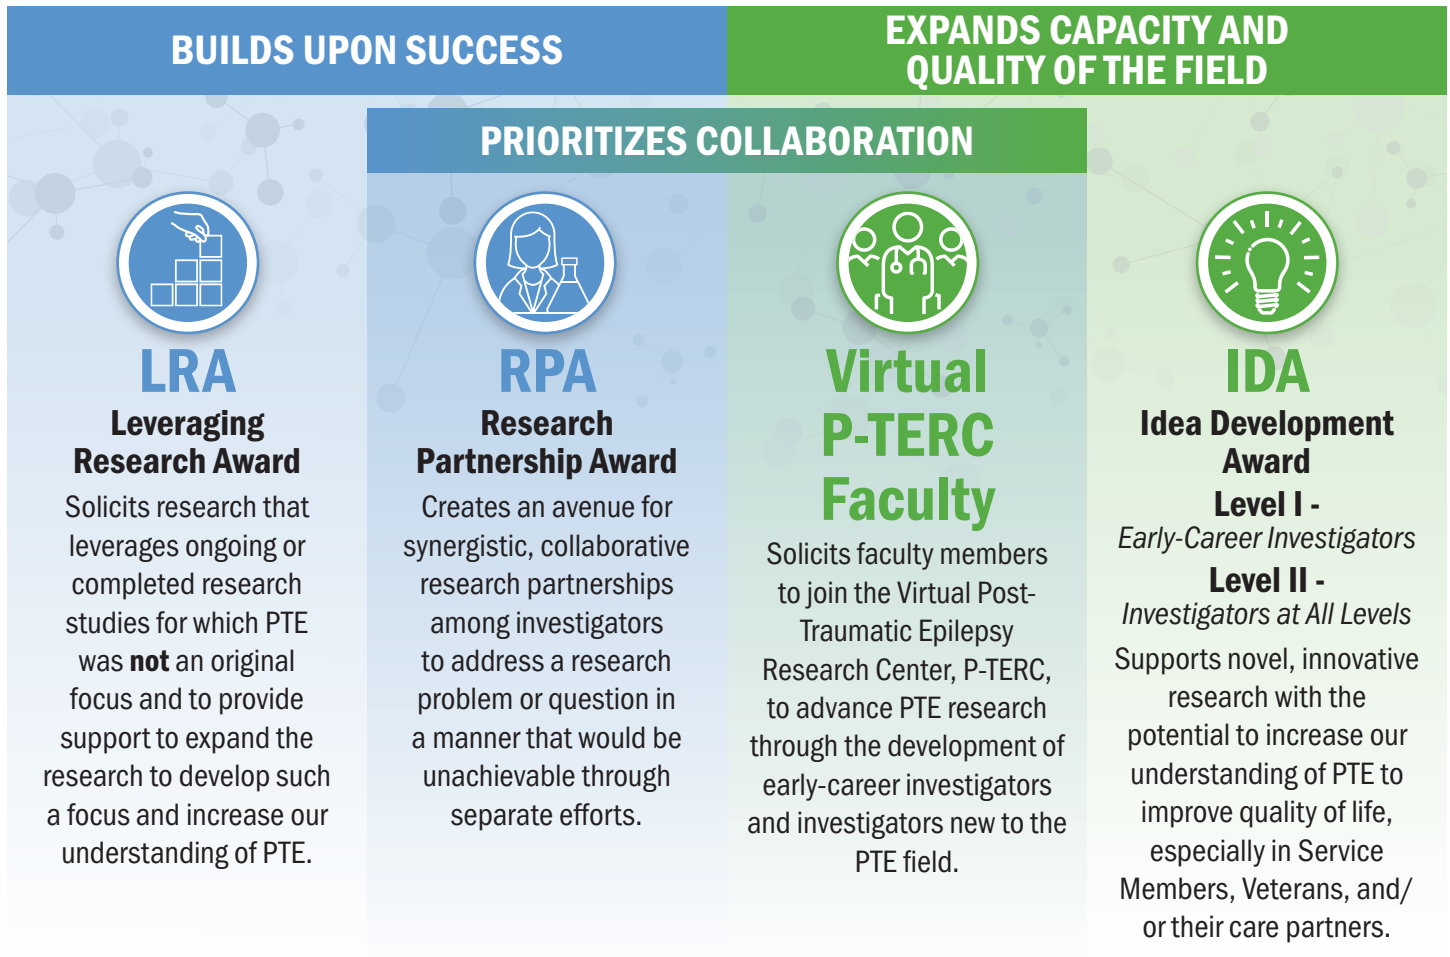 BUILDS UPON SUCCESS
EXPANDS CAPACITY AND
QUALITY OF THE FIELD
PRIORITIZES COLLABORATION
LRA
Leveraging
Research Award
Solicits research that
leverages ongoing or
completed research
studies for which PTE
was not an original
focus and to provide
support to expand the
research to develop such
a focus and increase our
understanding of PTE.
RPA
Research
Partnership Award
Creates an avenue for
synergistic, collaborative
research partnerships
among investigators
to address a research
problem or question in
a manner that would be
unachievable through
separate efforts.
Virtual
P-TERC
Faculty
Solicits faculty members
to join the Virtual Post-
Traumatic Epilepsy
Research Center, P-TERC,
to advance PTE research
through the development of
early-career investigators
and investigators new to the
PTE field.
IDA
Idea Development
Award
Level I -
Early-Career Investigators
Level II -
Investigators at All Levels
Supports novel, innovative
research with the
potential to increase our
understanding of PTE to
improve quality of life,
especially in Service
Members, Veterans, and/
or their care partners.